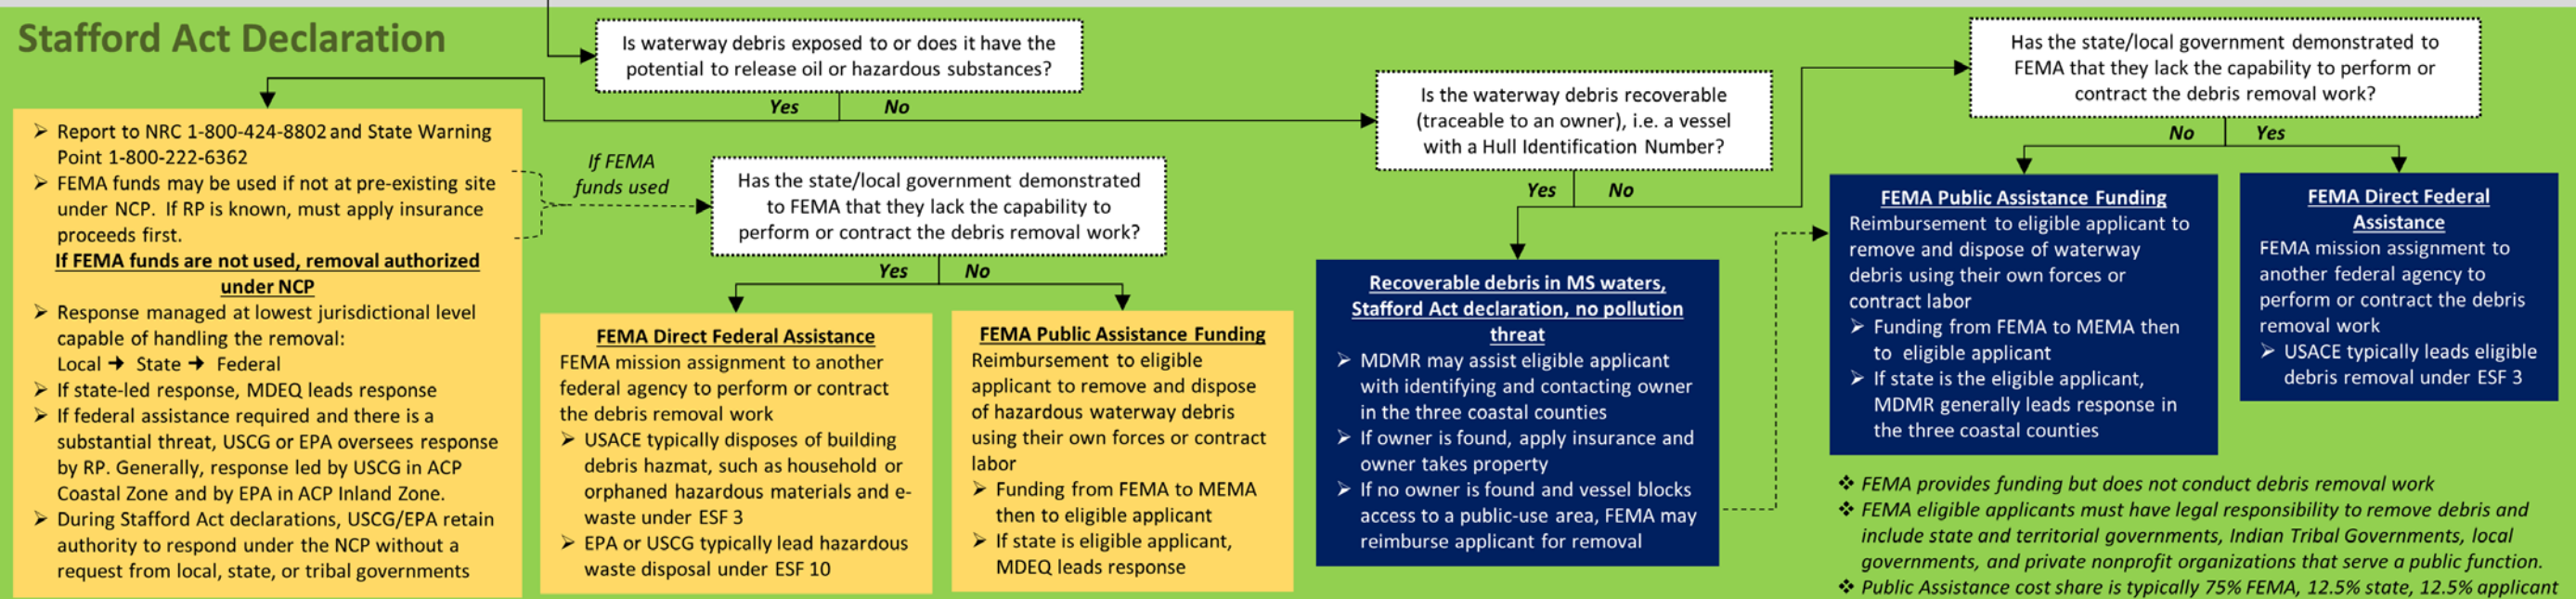 Stafford Act Declaration
Is waterway debris exposed to or does it have the
potential to release oil or hazardous substances?
Yes
No
➢ Report to NRC 1-800-424-8802 and State Warning
Point 1-800-222-6362
➢ FEMA funds may be used if not at pre-existing site
under NCP. If RP is known, must apply insurance
proceeds first.
If FEMA funds are not used, removal authorized
under NCP
➢ Response managed at lowest jurisdictional level
capable of handling the removal:
Local ➔ State ➔ Federal
➢ If state-led response, MDEQ leads response
➢ If federal assistance required and there is a
substantial threat, USCG or EPA oversees response
by RP. Generally, response led by USCG in ACP
Coastal Zone and by EPA in ACP Inland Zone.
➢ During Stafford Act declarations, USCG/EPA retain
authority to respond under the NCP without a
request from local, state, or tribal governments
If FEMA
funds used
Has the state/local government demonstrated
to FEMA that they lack the capability to
perform or contract the debris removal work?
Yes
No
FEMA Direct Federal Assistance
FEMA mission assignment to another
federal agency to perform or contract
the debris removal work
➢ USACE typically disposes of building
debris hazmat, such as household or
orphaned hazardous materials and e-
waste under ESF 3
➢ EPA or USCG typically lead hazardous
waste disposal under ESF 10
FEMA Public Assistance Funding
Reimbursement to eligible
applicant to remove and dispose
of hazardous waterway debris
using their own forces or contract
labor
➢ Funding from FEMA to MEMA
then to eligible applicant
➢ If state is eligible applicant,
MDEQ leads response
Is the waterway debris recoverable
(traceable to an owner), i.e. a vessel
with a Hull Identification Number?
Yes
No
Recoverable debris in MS waters,
Stafford Act declaration, no pollution
threat
➢ MDMR may assist eligible applicant
with identifying and contacting owner
in the three coastal counties
➢ If owner is found, apply insurance and
owner takes property
➢ If no owner is found and vessel blocks
access to a public-use area, FEMA may
reimburse applicant for removal
Has the state/local government demonstrated to
FEMA that they lack the capability to perform or
contract the debris removal work?
No
Yes
FEMA Public Assistance Funding
Reimbursement to eligible applicant to
remove and dispose of waterway
debris using their own forces or
contract labor
➢ Funding from FEMA to MEMA then
to eligible applicant
➢ If state is the eligible applicant,
MDMR generally leads response in
the three coastal counties
FEMA Direct Federal
Assistance
FEMA mission assignment to
another federal agency to
perform or contract the debris
removal work
➢ USACE typically leads eligible
debris removal under ESF 3
❖ FEMA provides funding but does not conduct debris removal work
❖ FEMA eligible applicants must have legal responsibility to remove debris and
include state and territorial governments, Indian Tribal Governments, local
governments, and private nonprofit organizations that serve a public function.
❖ Public Assistance cost share is typically 75% FEMA, 12.5% state, 12.5% applicant